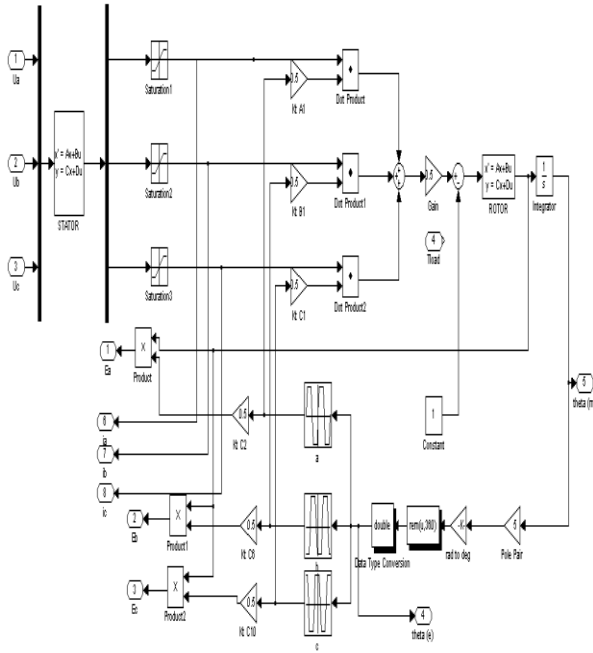 1
Ua
2
Ub
3
Uc
x' = Ax+Bu
y = Cx+Du
STATOR
Saturation1
Saturation2
Saturation3
0.5
Kt A1
0.5
Kt B1
0.5
Kt C1
Dot Product
Dot Product1
Dot Product2
0.5
Gain
4
Tload
x' = Ax+Bu
y = Cx+Du
ROTOR
1
s
Integrator
1
Ea
X
Product
6
ia
7
ib
8
ic
0.5
Kt C2
a
1
Constant
5
theta (m
2
Eb
X
Product1
0.5
Kt C6
b
double
Data Type Conversion
rem(u,360)
-K-
rad to deg
5
Pole Pair
3
Ec
X
Product2
0.5
Kt C10
c
4
theta (e)